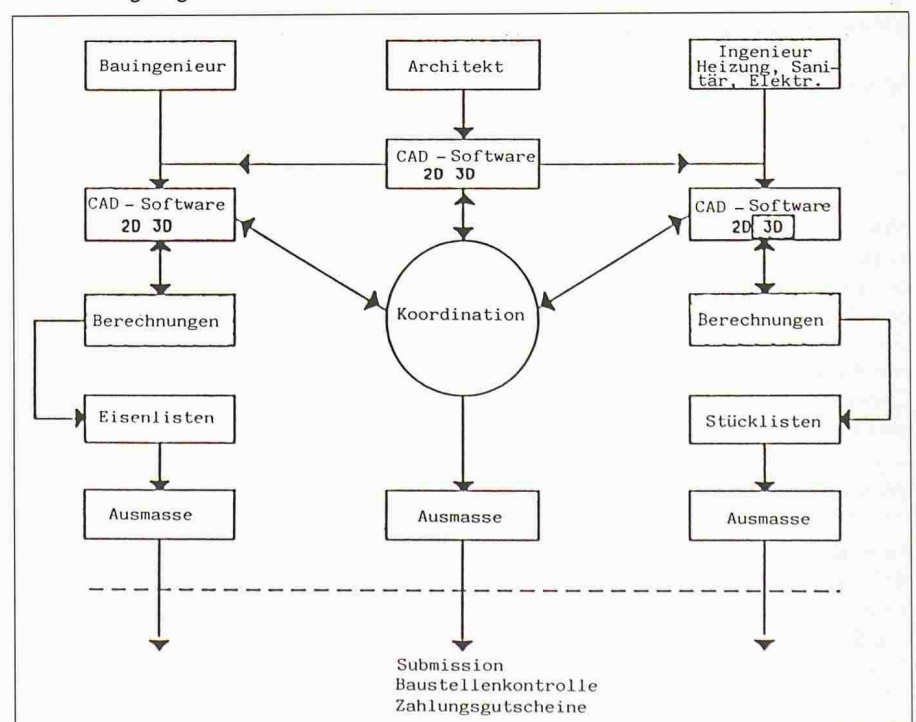 Bauingenieur
Architekt
Ingenieur
Heizung, Sani-
tär, Elektr.
CAD - Software
2D 3D
CAD - Software
2D 3D
CAD - Software
2D 3D
Koordination
Berechnungen
Berechnungen
Eisenlisten
Stücklisten
Ausmasse
Ausmasse
Ausmasse
Submission
Baustellenkontrolle
Zahlungsgutscheine